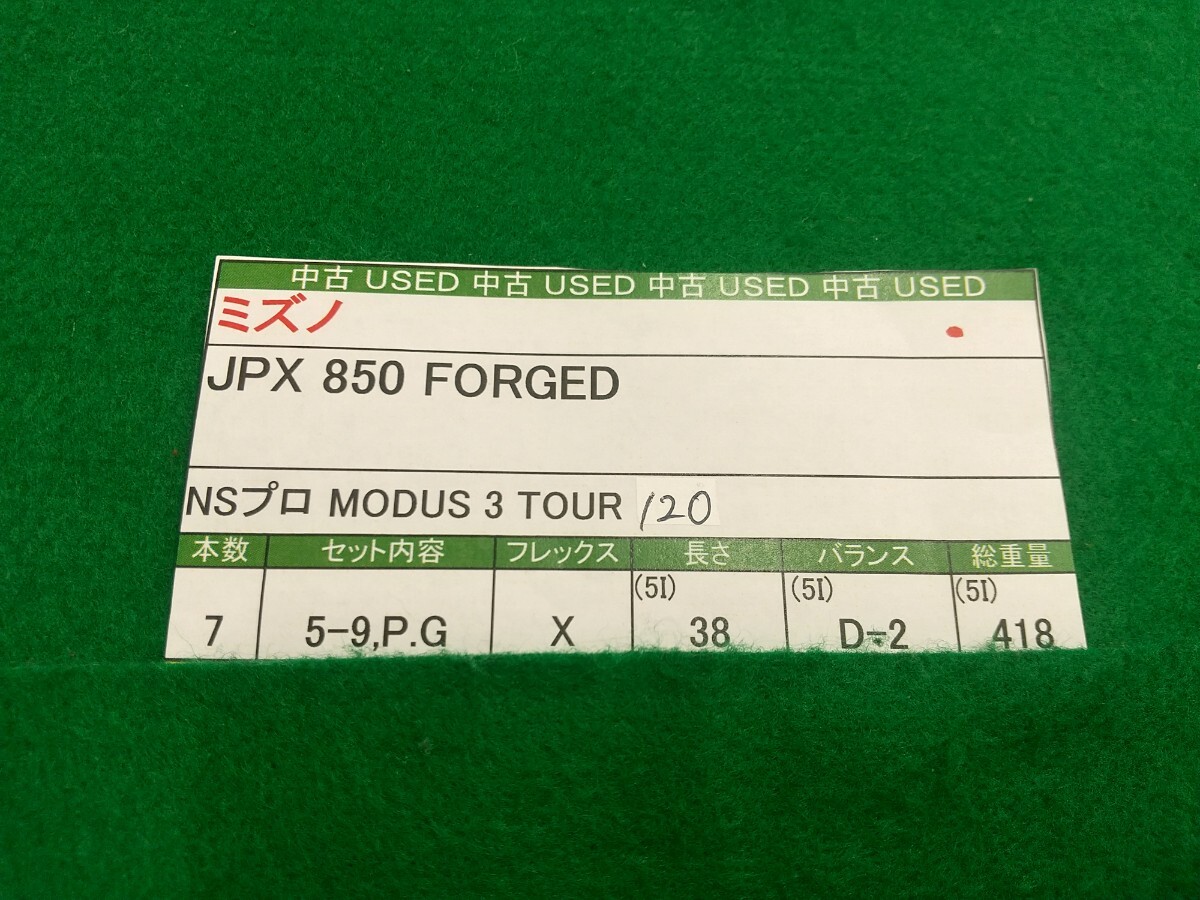 中古 USED 中古 USED 中古 USED 中古 USED
ミズノ
JPX 850 FORGED
NSプロ MODUS 3 TOUR 120
本数 セット内容 フレックス 長さ バランス 総重量
(5I) (5I) (5I)
7 5-9,P.G X 38 D-2 418